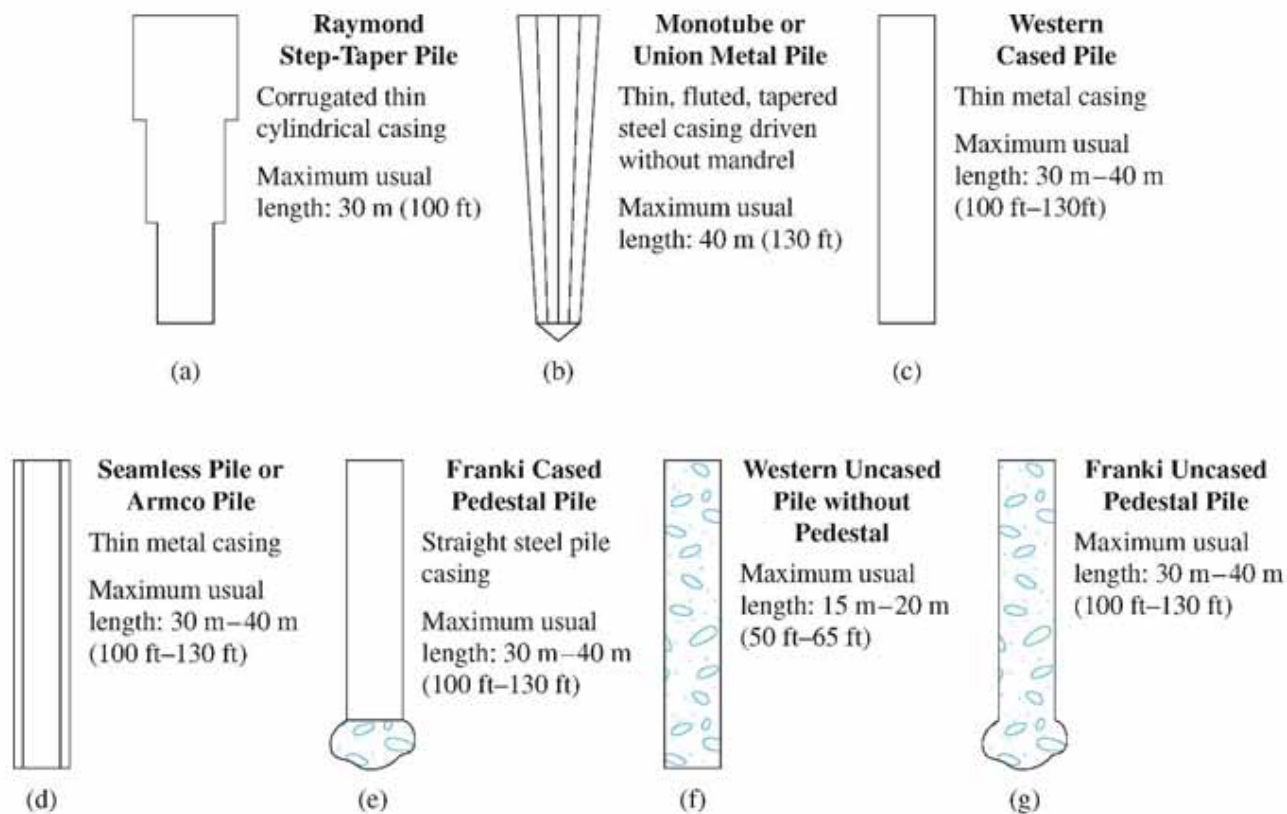 Raymond
Step-Taper Pile
Corrugated thin
cylindrical casing
Maximum usual
length: 30 m (100 ft)
(a)
Monotube or
Union Metal Pile
Thin, fluted, tapered
steel casing driven
without mandrel
Maximum usual
length: 40 m (130 ft)
(b)
Western
Cased Pile
Thin metal casing
Maximum usual
length: 30 m–40 m
(100 ft–130ft)
(c)
Seamless Pile or
Armco Pile
Thin metal casing
Maximum usual
length: 30 m–40 m
(100 ft–130 ft)
(d)
Franki Cased
Pedestal Pile
Straight steel pile
casing
Maximum usual
length: 30 m–40 m
(100 ft–130 ft)
(e)
Western Uncased
Pile without
Pedestal
Maximum usual
length: 15 m–20 m
(50 ft–65 ft)
(f)
Franki Uncased
Pedestal Pile
Maximum usual
length: 30 m–40 m
(100 ft–130 ft)
(g)